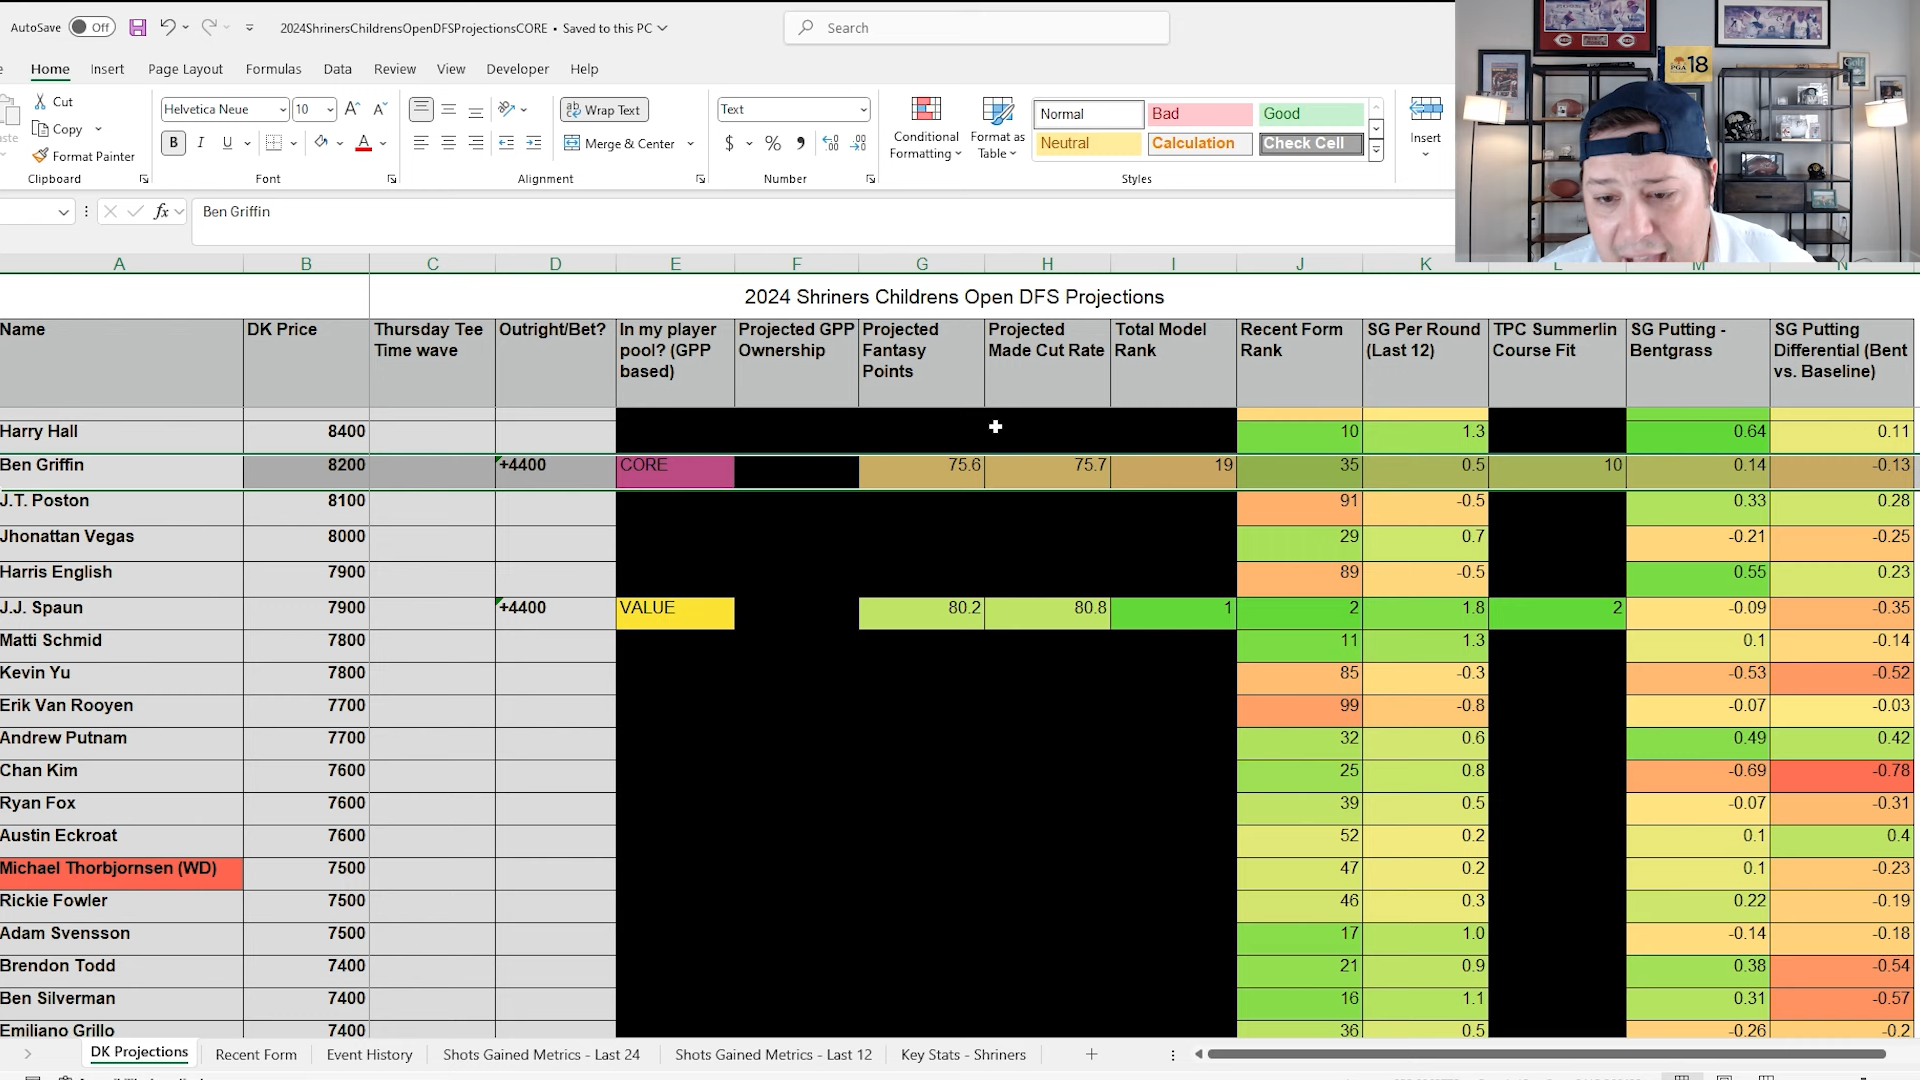 AutoSave Off 2024ShrinersChildrensOpenDFSProjectionsCORE • Saved to this PC Search
Home Insert Page Layout Formulas Data Review View Developer Help
Cut Helvetica Neue 10 Wrap Text Text Normal Bad Good
Copy Conditional Formatting Format as Table Insert
Format Painter B I U Merge & Center $ % Neutral Calculation Check Cell
Clipboard Font Alignment Number Styles
fx Ben Griffin
PGA 18
A B C D E F G H I J K L M N
2024 Shriners Childrens Open DFS Projections
Name DK Price Thursday Tee Time wave Outright/Bet? In my player pool? (GPP based) Projected GPP Ownership Projected Fantasy Points Projected Made Cut Rate Total Model Rank Recent Form Rank SG Per Round (Last 12) TPC Summerlin Course Fit SG Putting - Bentgrass SG Putting Differential (Bent vs. Baseline)
Harry Hall 8400 10 1.3 0.64 0.11
Ben Griffin 8200 +4400 CORE 75.6 75.7 19 35 0.5 10 0.14 -0.13
J.T. Poston 8100 91 -0.5 0.33 0.28
Jhonattan Vegas 8000 29 0.7 -0.21 -0.25
Harris English 7900 89 -0.5 0.55 0.23
J.J. Spaun 7900 +4400 VALUE 80.2 80.8 1 2 1.8 2 -0.09 -0.35
Matti Schmid 7800 11 1.3 0.1 -0.14
Kevin Yu 7800 85 -0.3 -0.53 -0.52
Erik Van Rooyen 7700 99 -0.8 -0.07 -0.03
Andrew Putnam 7700 32 0.6 0.49 0.42
Chan Kim 7600 25 0.8 -0.69 -0.78
Ryan Fox 7600 39 0.5 -0.07 -0.31
Austin Eckroat 7600 52 0.2 0.1 0.4
Michael Thorbjornsen (WD) 7500 47 0.2 0.1 -0.23
Rickie Fowler 7500 46 0.3 0.22 -0.19
Adam Svensson 7500 17 1.0 -0.14 -0.18
Brendon Todd 7400 21 0.9 0.38 -0.54
Ben Silverman 7400 16 1.1 0.31 -0.57
Emiliano Grillo 7400 36 0.5 -0.26 -0.2
DK Projections Recent Form Event History Shots Gained Metrics - Last 24 Shots Gained Metrics - Last 12 Key Stats - Shriners